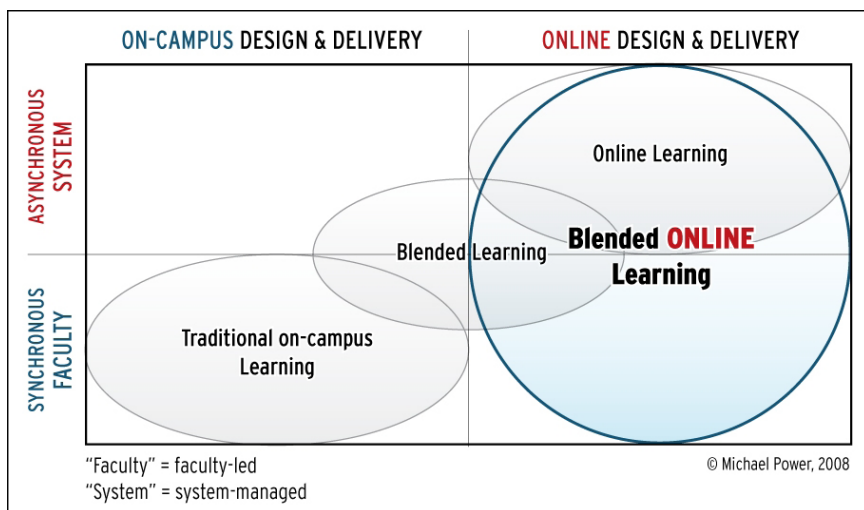 ON-CAMPUS DESIGN & DELIVERY
ONLINE DESIGN & DELIVERY
ASYNCHRONOUS
SYSTEM
Online Learning
Blended Learning
Blended ONLINE
Learning
SYNCHRONOUS
FACULTY
Traditional on-campus
Learning
"Faculty" = faculty-led
"System" = system-managed
© Michael Power, 2008